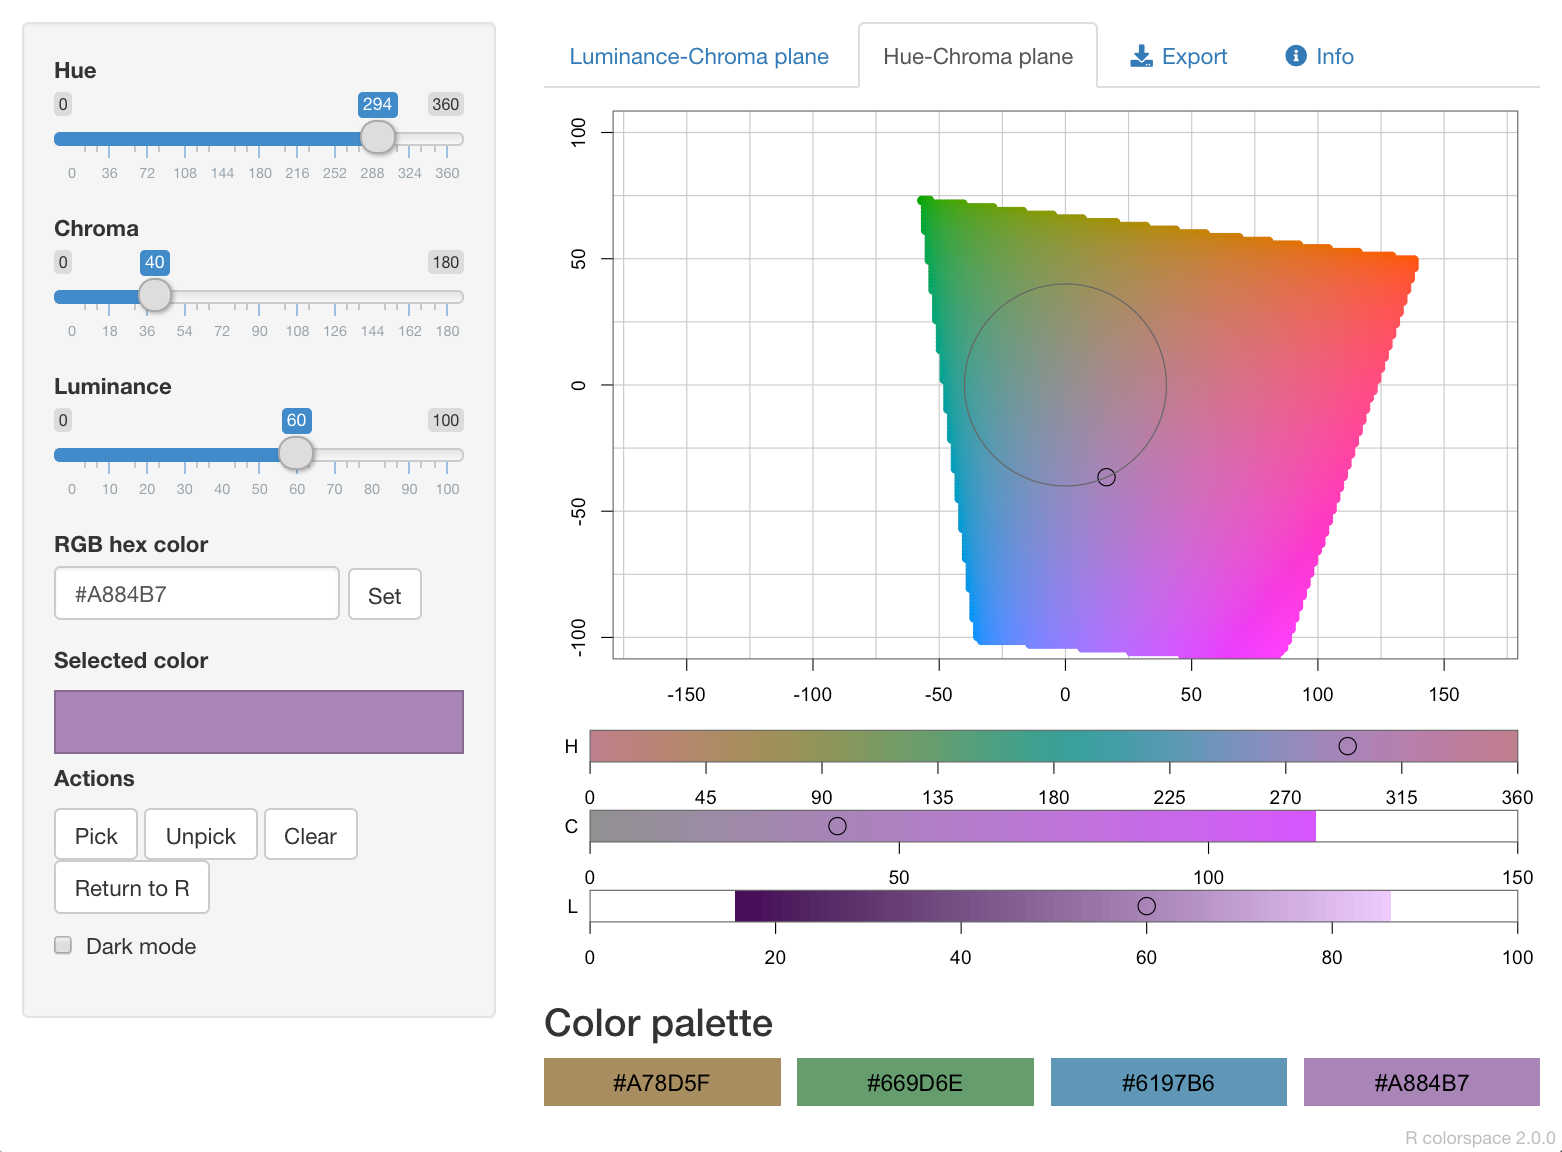 Luminance-Chroma plane Hue-Chroma plane Export Info
Hue
0 294 360
0 36 72 108 144 180 216 252 288 324 360
Chroma
0 40 180
0 18 36 54 72 90 108 126 144 162 180
Luminance
0 60 100
0 10 20 30 40 50 60 70 80 90 100
RGB hex color
#A884B7 Set
Selected color
Actions
Pick Unpick Clear
Return to R
Dark mode
100
50
0
-50
-100
-150 -100 -50 0 50 100 150
H
0 45 90 135 180 225 270 315 360
C
0 50 100 150
L
0 20 40 60 80 100
Color palette
#A78D5F #669D6E #6197B6 #A884B7
R colorspace 2.0.0